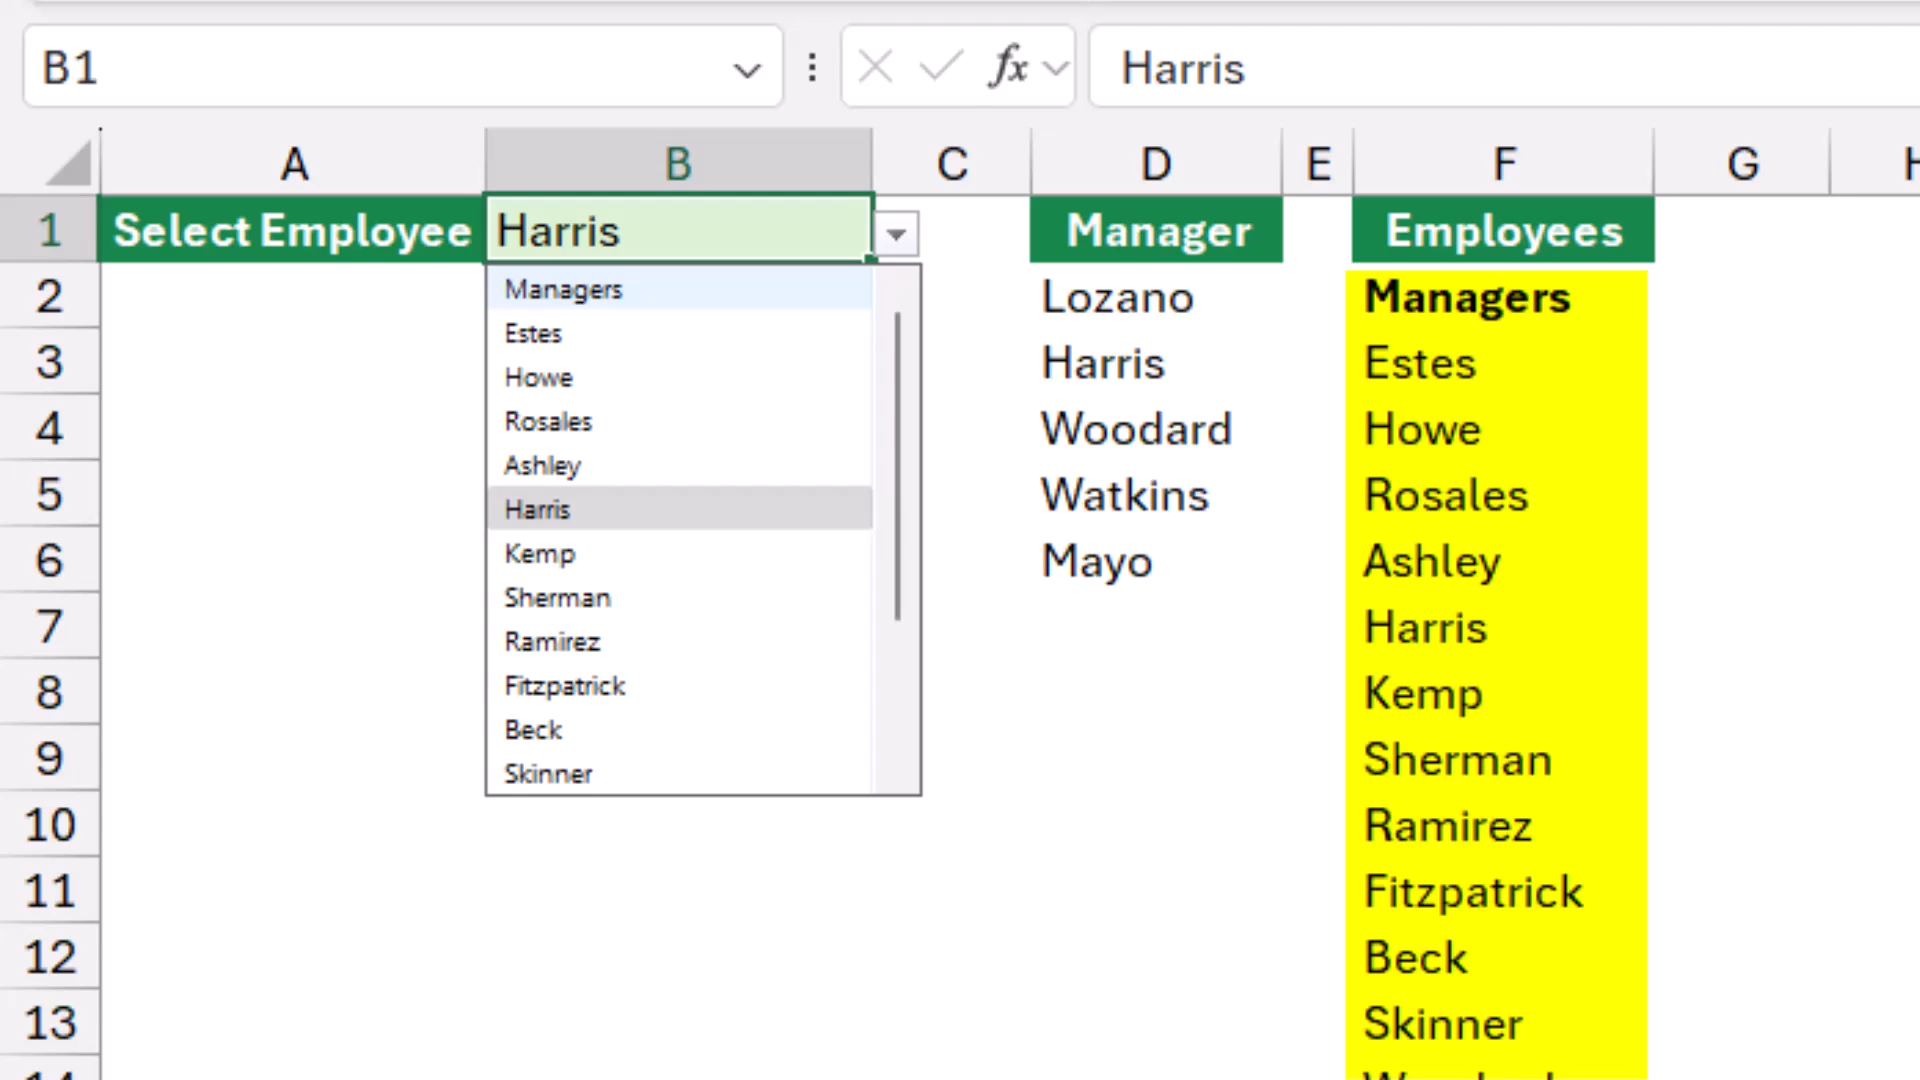 B1 fx Harris
A B C D E F G H
1 Select Employee Harris Manager Employees
2 Managers Lozano Managers
Estes
3 Harris Estes
Howe
4 Rosales Woodard Howe
Ashley
5 Harris Watkins Rosales
6 Kemp Mayo Ashley
Sherman
7 Ramirez Harris
8 Fitzpatrick Kemp
Beck
9 Skinner Sherman
10 Ramirez
11 Fitzpatrick
12 Beck
13 Skinner
14